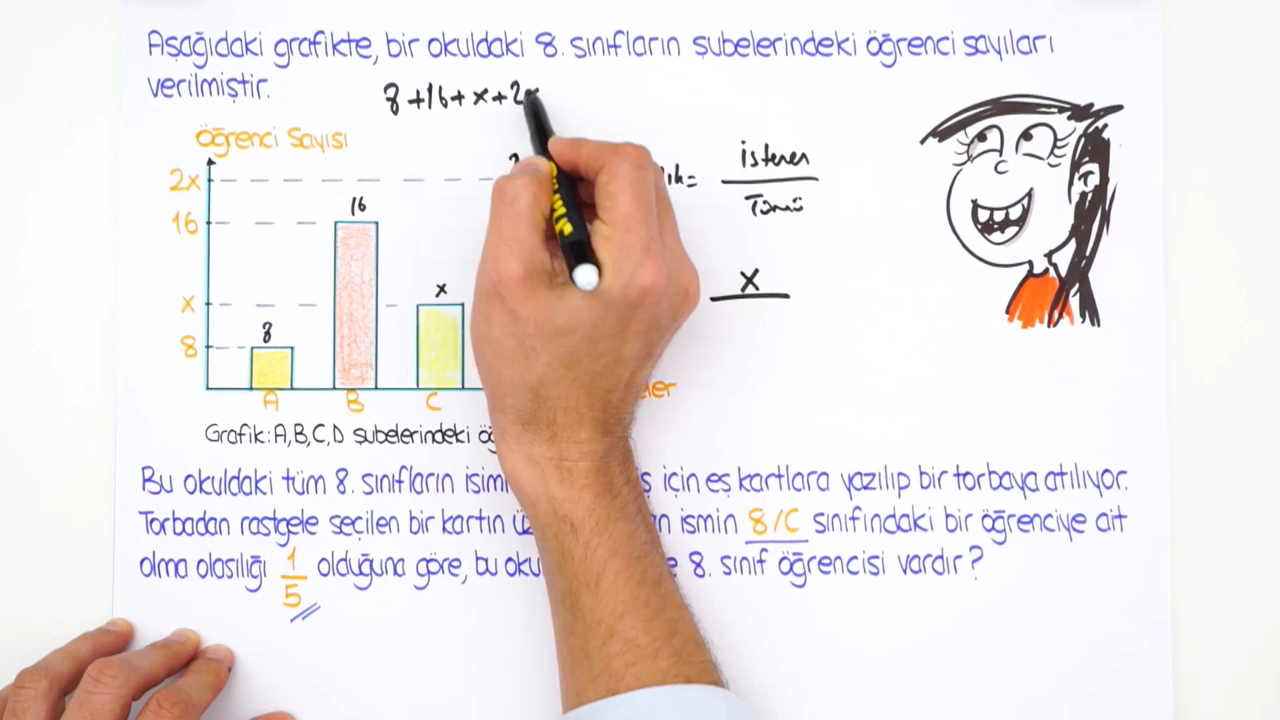 Aşağıdaki grafikte, bir okuldaki 8. sınıfların şubelerindeki öğrenci sayıları
verilmiştir.
8+16+x+2x
Öğrenci Sayısı
2x
16
x
8
8
16
x
2
A
B
C
İstenen
Tümü
x
Grafik: A,B,C,D şubelerindeki
Bu okuldaki tüm 8. sınıfların için eş kartlara yazılıp bir torbaya atılıyor.
Torbadan rastgele seçilen bir kartın ismin 8/C sınıfındaki bir öğrenciye ait
olma olasılığı 1/5 olduğuna göre, bu 8. sınıf öğrencisi vardır?